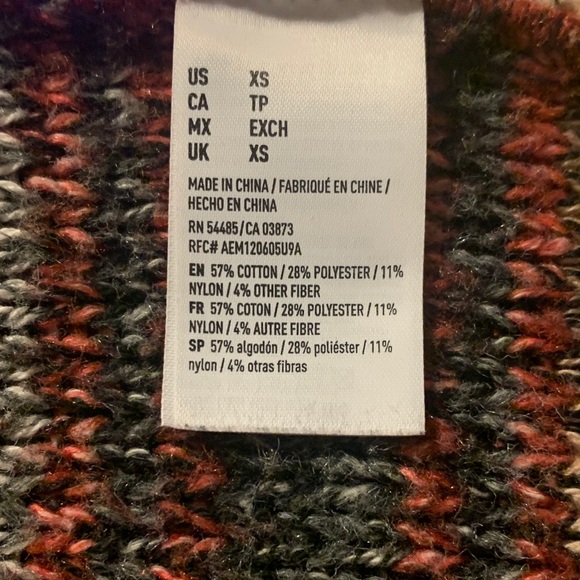 US XS
CA TP
MX EXCH
UK XS
MADE IN CHINA / FABRIQUÉ EN CHINE /
HECHO EN CHINA
RN 54485/CA 03873
RFC# AEM120605U9A
EN 57% COTTON / 28% POLYESTER / 11%
NYLON / 4% OTHER FIBER
FR 57% COTON / 28% POLYESTER / 11%
NYLON / 4% AUTRE FIBRE
SP 57% algodón / 28% poliéster / 11%
nylon / 4% otras fibras